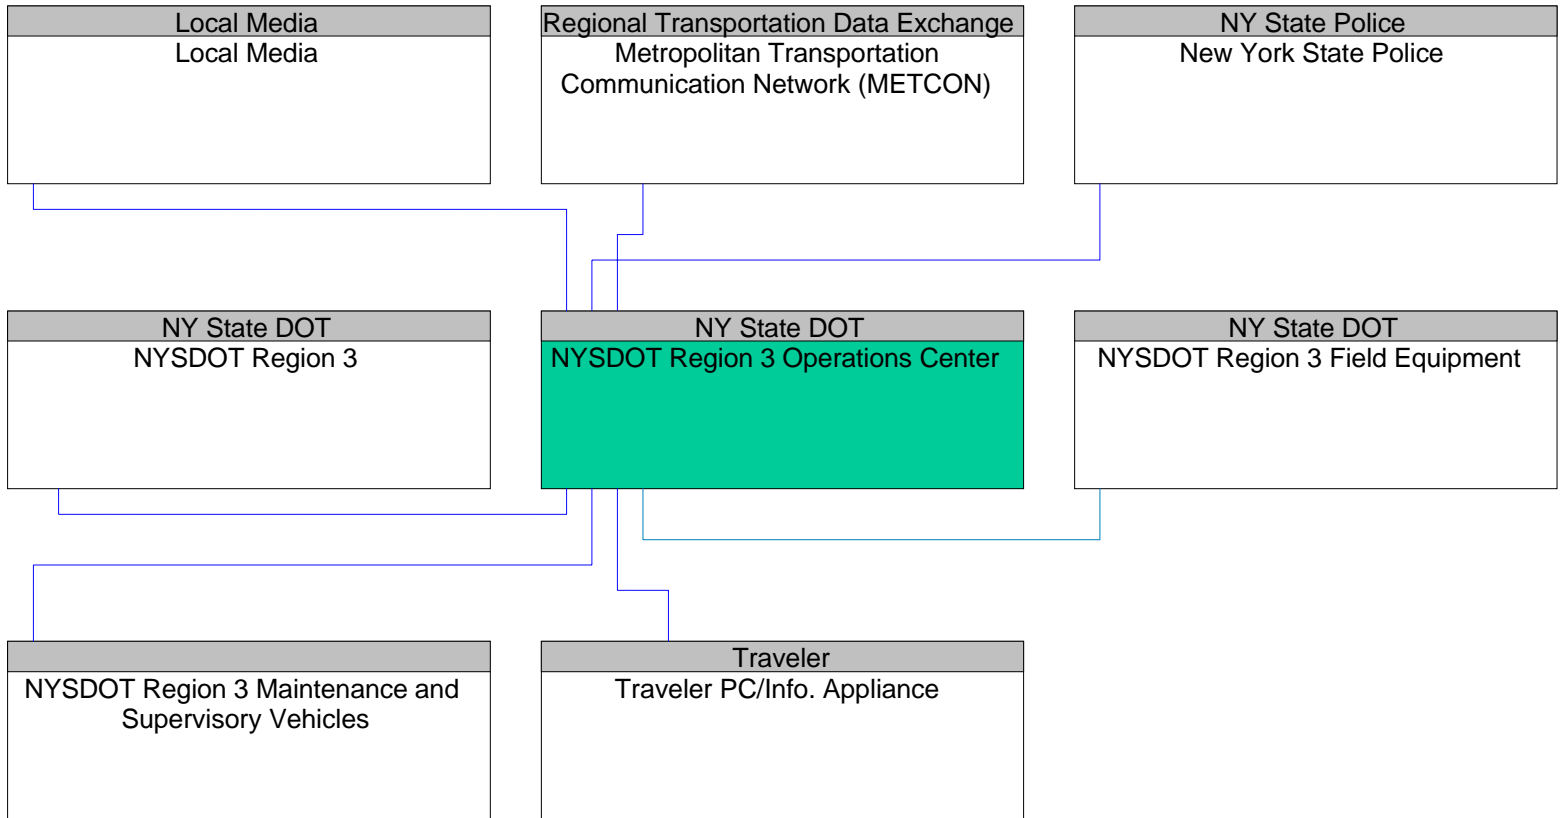 Local Media
Local Media
Regional Transportation Data Exchange
Metropolitan Transportation
Communication Network (METCON)
NY State Police
New York State Police
NY State DOT
NYSDOT Region 3
NY State DOT
NYSDOT Region 3 Operations Center
NY State DOT
NYSDOT Region 3 Field Equipment
NYSDOT Region 3 Maintenance and
Supervisory Vehicles
Traveler
Traveler PC/Info. Appliance